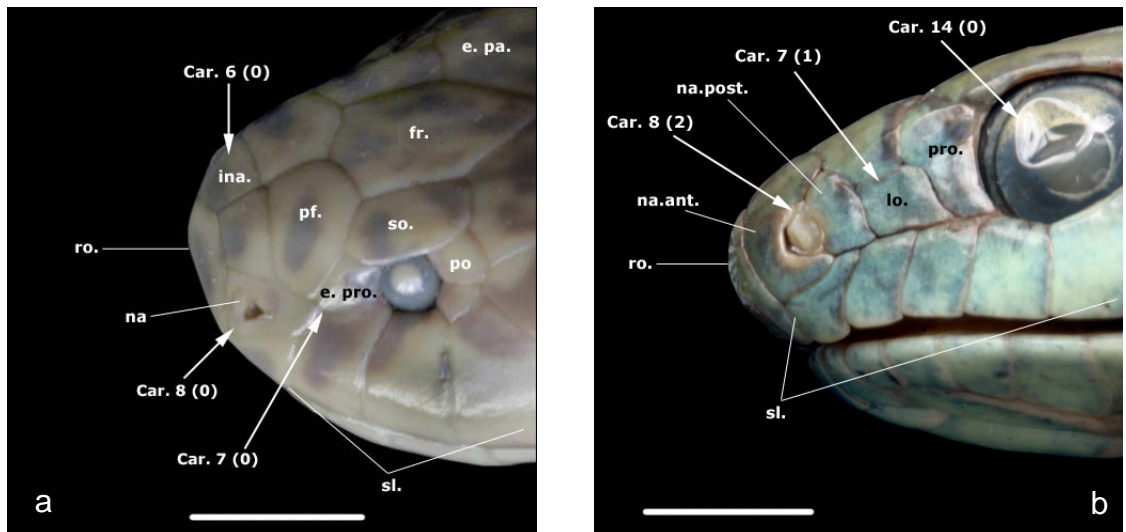 e. pa.
Car. 6 (0)
fr.
ina.
pf.
so.
ro.
po
e. pro.
na
Car. 8 (0)
Car. 7 (0)
sl.
a
Car. 14 (0)
Car. 7 (1)
na.post.
Car. 8 (2)
pro.
na.ant.
lo.
ro.
sl.
b